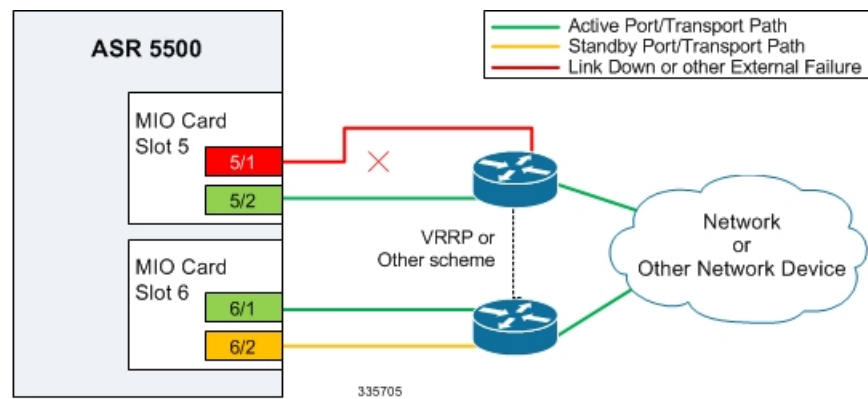 ASR 5500
Active Port/Transport Path
Standby Port/Transport Path
Link Down or other External Failure
MIO Card
Slot 5
5/1
5/2
VRRP or
Other scheme
Network
or
Other Network Device
MIO Card
Slot 6
6/1
6/2
335705